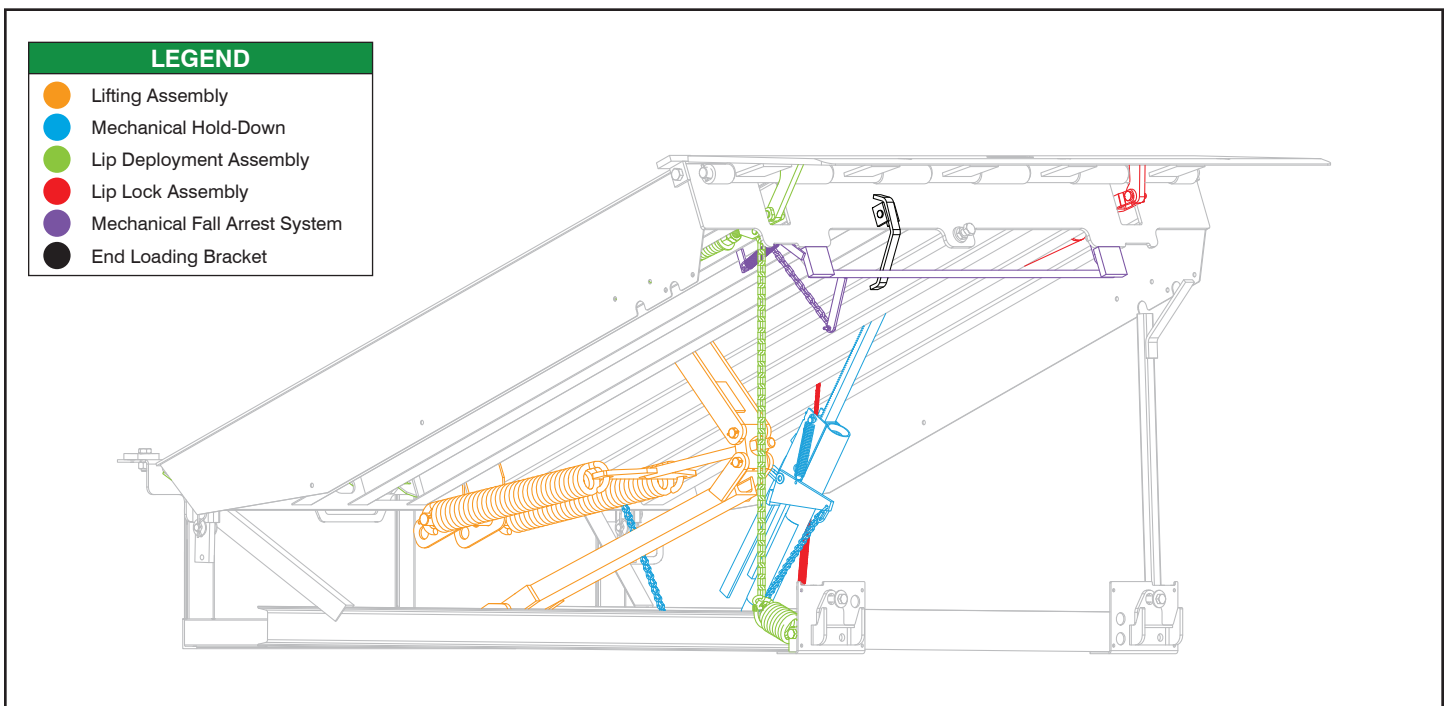 LEGEND
Lifting Assembly
Mechanical Hold-Down
Lip Deployment Assembly
Lip Lock Assembly
Mechanical Fall Arrest System
End Loading Bracket